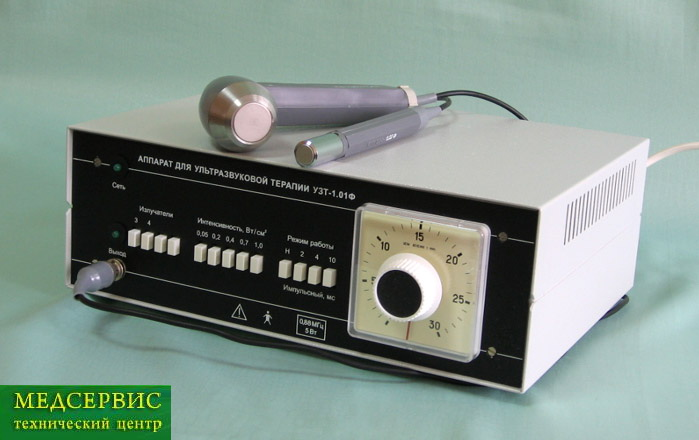 АППАРАТ ДЛЯ УЛЬТРАЗВУКОВОЙ ТЕРАПИИ УЗТ-1.01Ф
Сеть
Излучатели
3 4
Интенсивность, Вт/см²
0,05 0,2 0,4 0,7 1,0
Режим работы
Н 2 4 10
Импульсный, мс
Выход
0,88 МГц
5 Вт
10 15 20 25 30
МЕДСЕРВИС
технический центр